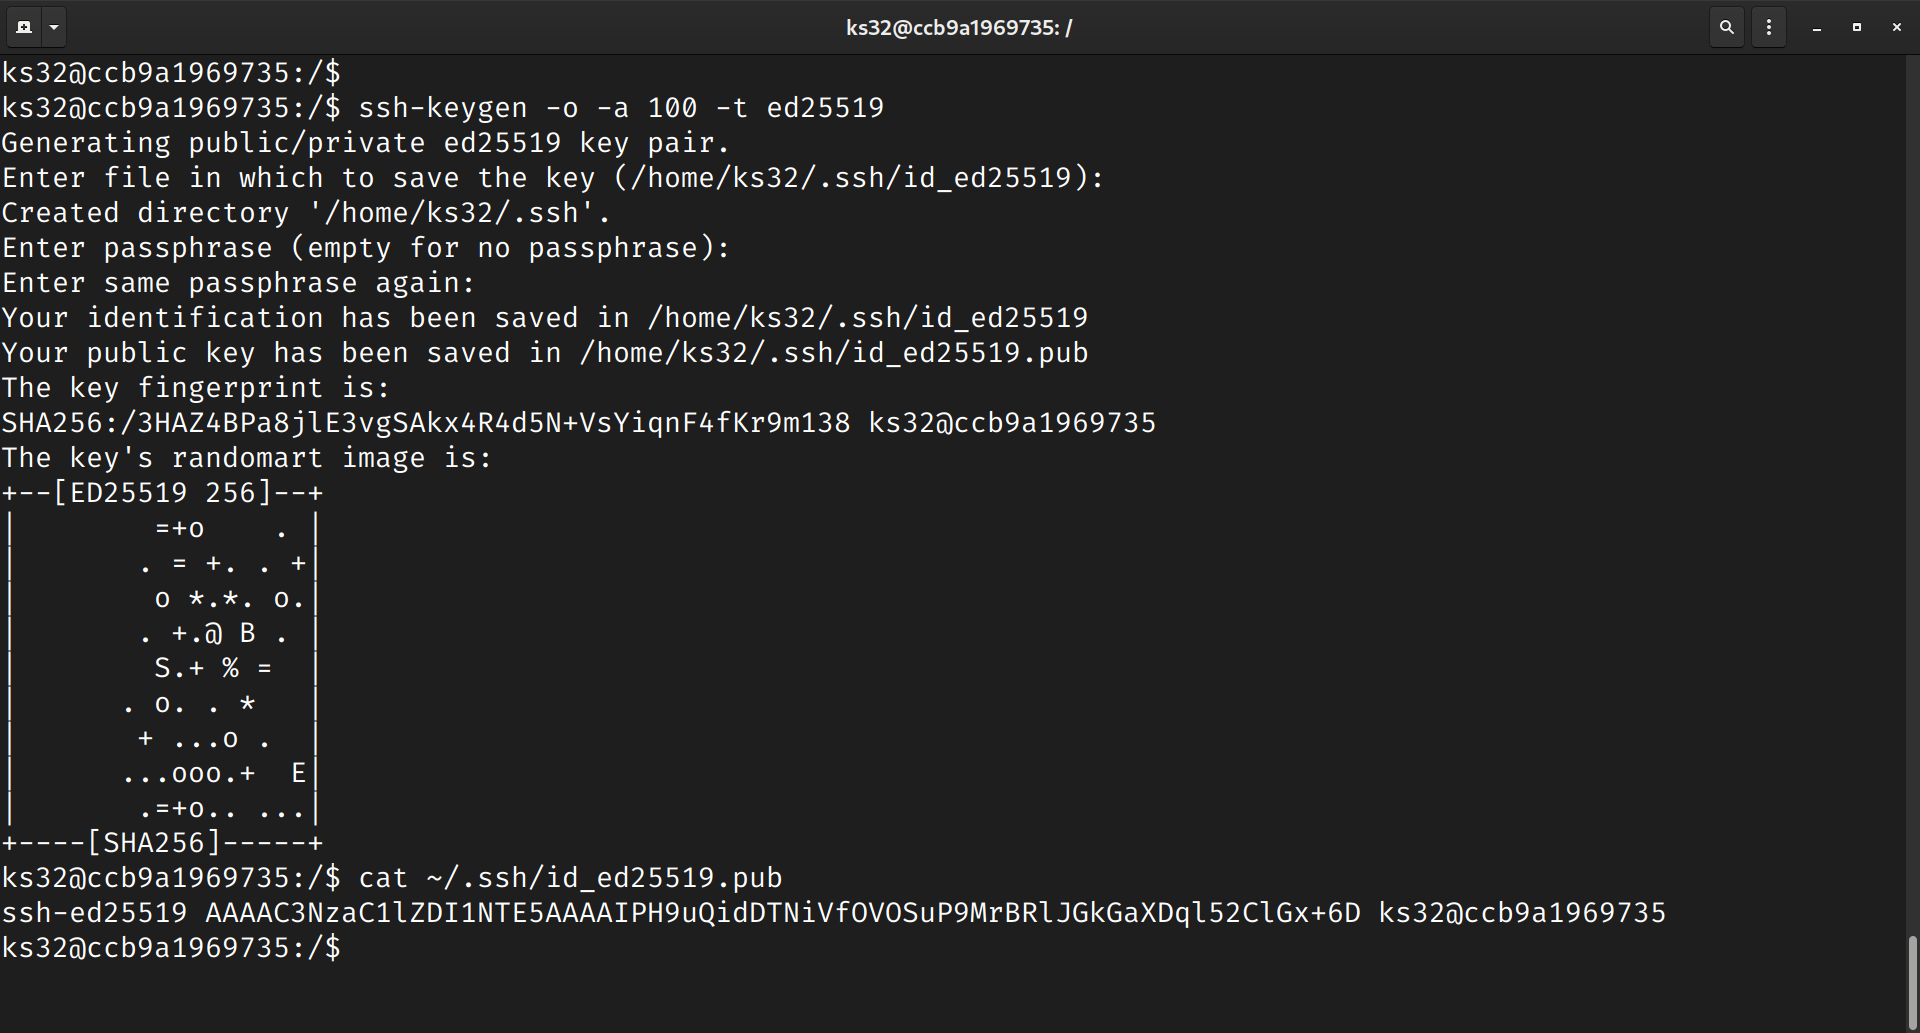 ks32@ccb9a1969735: /
ks32@ccb9a1969735:/$
ks32@ccb9a1969735:/$ ssh-keygen -o -a 100 -t ed25519
Generating public/private ed25519 key pair.
Enter file in which to save the key (/home/ks32/.ssh/id_ed25519):
Created directory '/home/ks32/.ssh'.
Enter passphrase (empty for no passphrase):
Enter same passphrase again:
Your identification has been saved in /home/ks32/.ssh/id_ed25519
Your public key has been saved in /home/ks32/.ssh/id_ed25519.pub
The key fingerprint is:
SHA256:/3HAZ4BPa8jlE3vgSAkx4R4d5N+VsYiqnF4fKr9m138 ks32@ccb9a1969735
The key's randomart image is:
+--[ED25519 256]--+
|        =+o    . |
|       . = +. . +|
|        o *.*. o.|
|       . +.@ B . |
|        S.+ % =  |
|      . o. . *   |
|       + ...o .  |
|      ...ooo.+  E|
|       .=+o.. ...|
+----[SHA256]-----+
ks32@ccb9a1969735:/$ cat ~/.ssh/id_ed25519.pub
ssh-ed25519 AAAAC3NzaC1lZDI1NTE5AAAAIPH9uQidDTNiVfOVOSuP9MrBRlJGkGaXDql52ClGx+6D ks32@ccb9a1969735
ks32@ccb9a1969735:/$